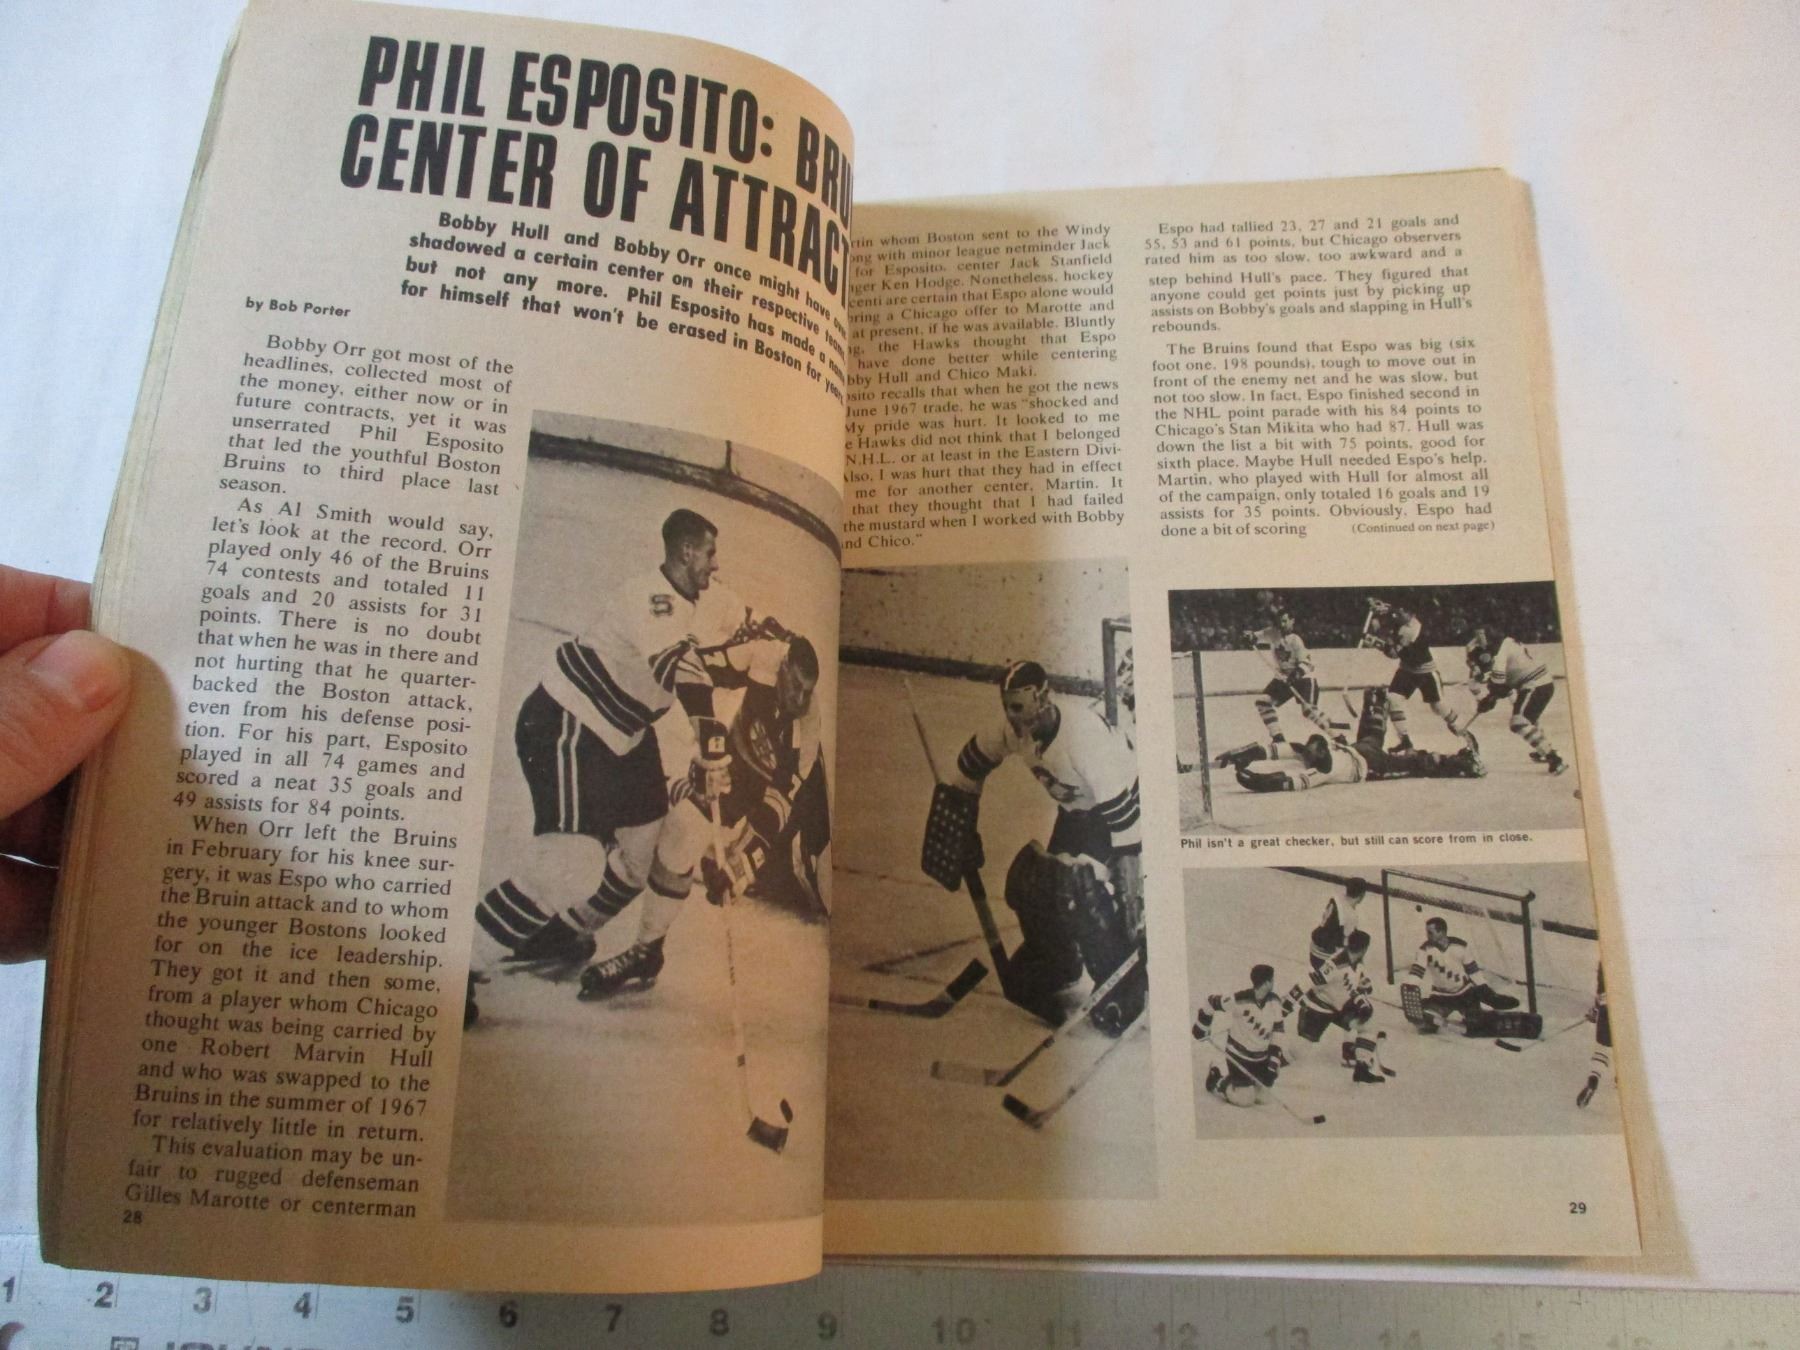 PHIL ESPOSITO: BRU
CENTER OF ATTRACT
Bobby Hull and Bobby Orr once might have over
shadowed a certain center on their respective teams
but not any more. Phil Esposito has made a name
for himself that won't be erased in Boston for years.
by Bob Porter
Bobby Orr got most of the
headlines, collected most of
the money, either now or in
future contracts, yet it was
unserrated Phil Esposito
that led the youthful Boston
Bruins to third place last
season.
As Al Smith would say,
let's look at the record. Orr
played only 46 of the Bruins
74 contests and totaled 11
goals and 20 assists for 31
points. There is no doubt
that when he was in there and
not hurting that he quarter-
backed the Boston attack,
even from his defense posi-
tion. For his part, Esposito
played in all 74 games and
scored a neat 35 goals and
49 assists for 84 points.
When Orr left the Bruins
in February for his knee sur-
gery, it was Espo who carried
the Bruin attack and to whom
the younger Bostons looked
for on the ice leadership.
They got it and then some,
from a player whom Chicago
thought was being carried by
one Robert Marvin Hull
and who was swapped to the
Bruins in the summer of 1967
for relatively little in return.
This evaluation may be un-
fair to rugged defenseman
Gilles Marotte or centerman
28
rtin whom Boston sent to the Windy
ong with minor league netminder Jack
for Esposito, center Jack Stanfield
nger Ken Hodge. Nonetheless, hockey
centi are certain that Espo alone would
bring a Chicago offer to Marotte and
at present, if he was available. Bluntly
g, the Hawks thought that Espo
have done better while centering
bby Hull and Chico Maki.
osito recalls that when he got the news
June 1967 trade, he was "shocked and
My pride was hurt. It looked to me
e Hawks did not think that I belonged
N.H.L. or at least in the Eastern Divi-
Also, I was hurt that they had in effect
me for another center, Martin. It
that they thought that I had failed
the mustard when I worked with Bobby
and Chico."
Espo had tallied 23, 27 and 21 goals and
55, 53 and 61 points, but Chicago observers
rated him as too slow, too awkward and a
step behind Hull's pace. They figured that
anyone could get points just by picking up
assists on Bobby's goals and slapping in Hull's
rebounds.
The Bruins found that Espo was big (six
foot one, 198 pounds), tough to move out in
front of the enemy net and he was slow, but
not too slow. In fact, Espo finished second in
the NHL point parade with his 84 points to
Chicago's Stan Mikita who had 87. Hull was
down the list a bit with 75 points, good for
sixth place. Maybe Hull needed Espo's help.
Martin, who played with Hull for almost all
of the campaign, only totaled 16 goals and 19
assists for 35 points. Obviously, Espo had
done a bit of scoring (Continued on next page)
Phil isn't a great checker, but still can score from in close.
29
1 2 3 4 5 6 7 8 9 10 11 12 13 14 15 16 17